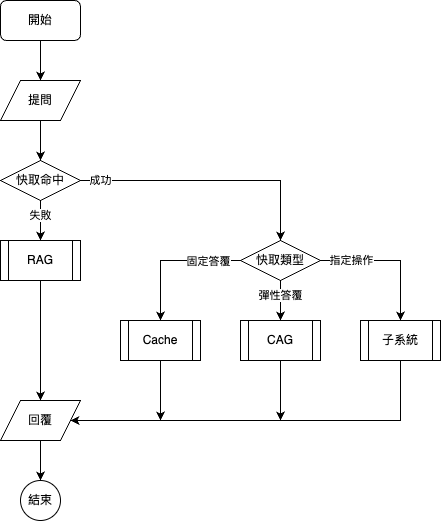 開始
提問
快取命中
成功
失敗
RAG
快取類型
固定答覆
指定操作
彈性答覆
Cache
CAG
子系統
回覆
結束